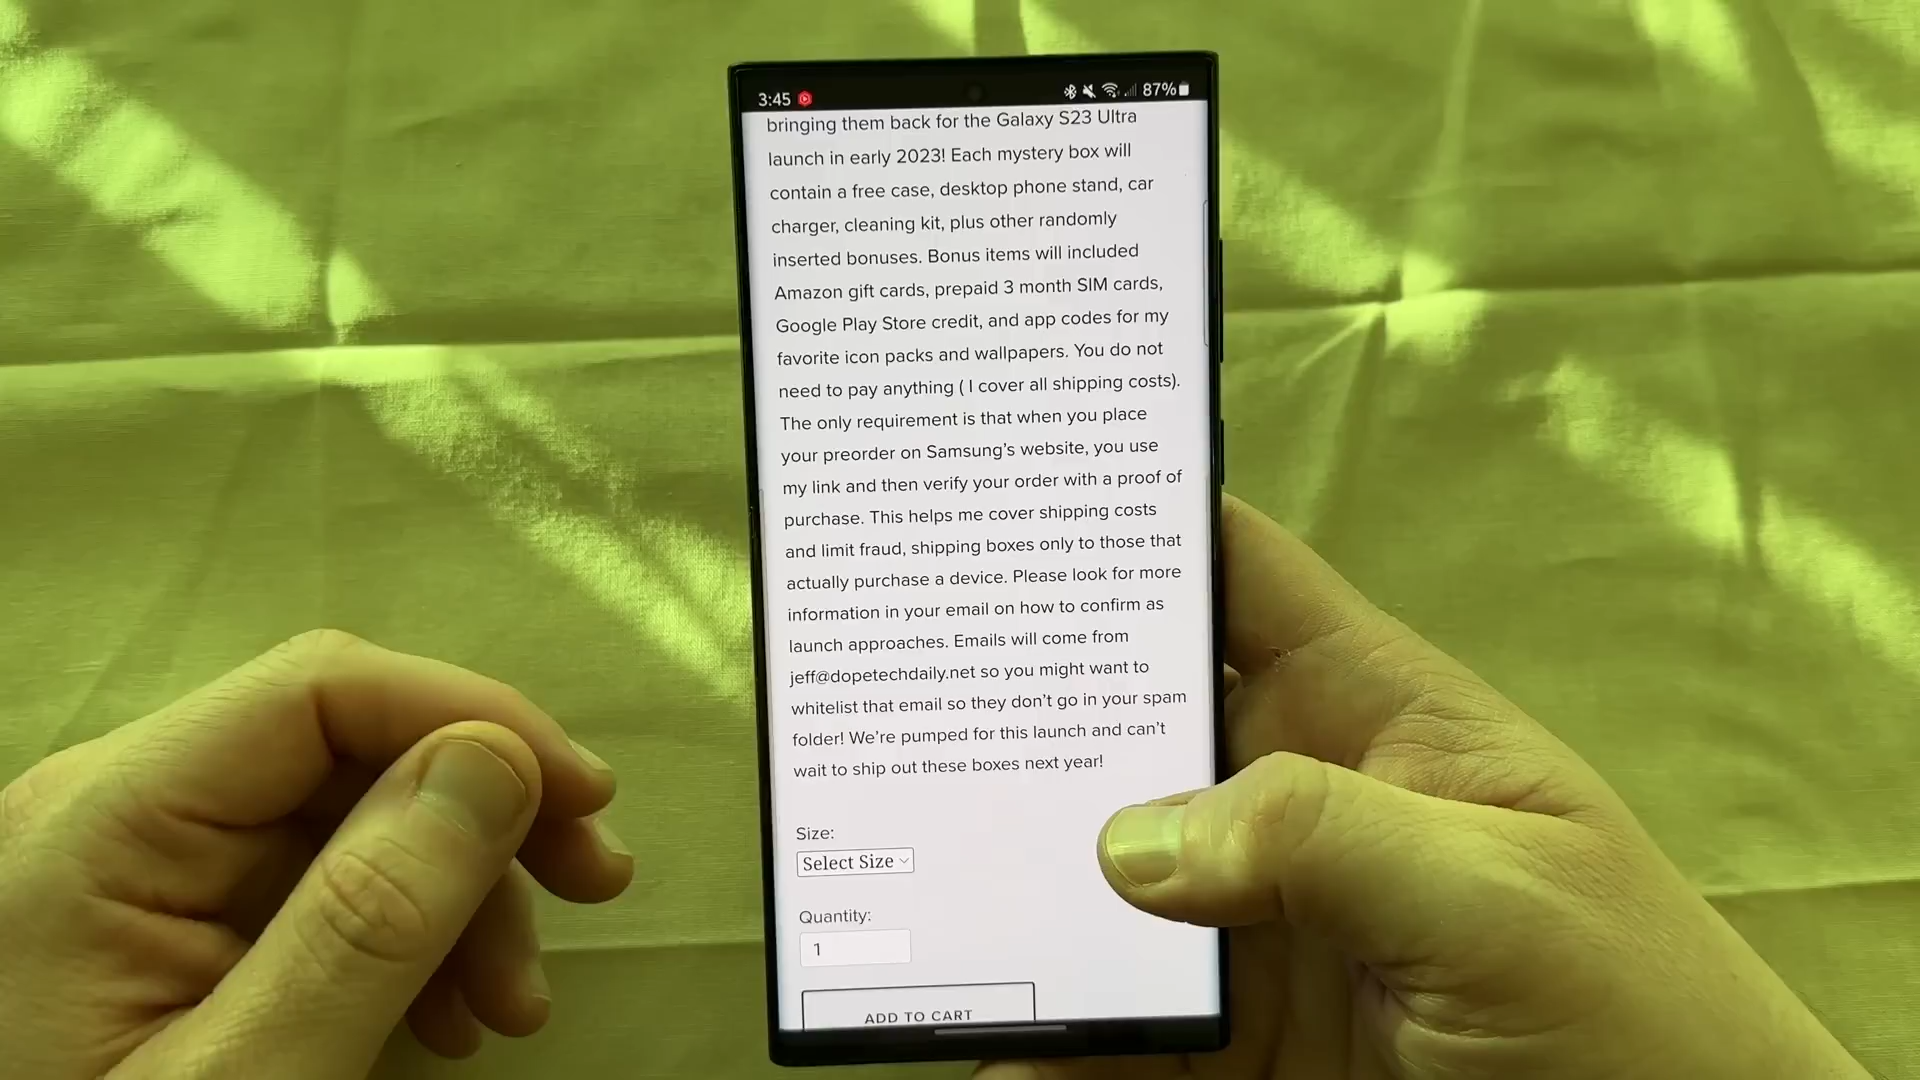 3:45 87%
bringing them back for the Galaxy S23 Ultra
launch in early 2023! Each mystery box will
contain a free case, desktop phone stand, car
charger, cleaning kit, plus other randomly
inserted bonuses. Bonus items will included
Amazon gift cards, prepaid 3 month SIM cards,
Google Play Store credit, and app codes for my
favorite icon packs and wallpapers. You do not
need to pay anything ( I cover all shipping costs).
The only requirement is that when you place
your preorder on Samsung's website, you use
my link and then verify your order with a proof of
purchase. This helps me cover shipping costs
and limit fraud, shipping boxes only to those that
actually purchase a device. Please look for more
information in your email on how to confirm as
launch approaches. Emails will come from
jeff@dopetechdaily.net so you might want to
whitelist that email so they don't go in your spam
folder! We're pumped for this launch and can't
wait to ship out these boxes next year!
Size:
Select Size
Quantity:
1
ADD TO CART